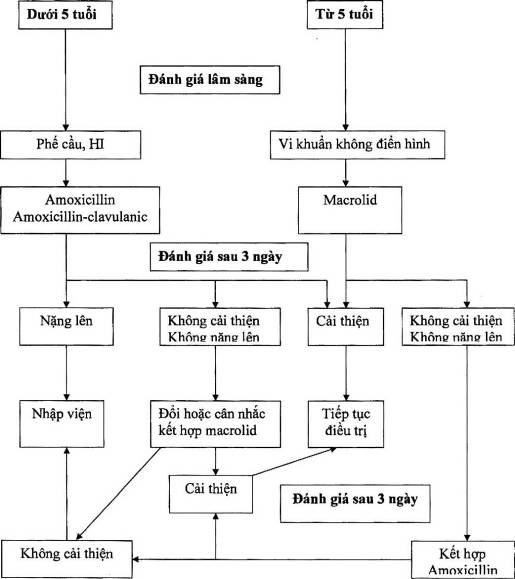 Dưới 5 tuổi
Từ 5 tuổi
Đánh giá lâm sàng
Phế cầu, HI
Vi khuẩn không điển hình
Amoxicillin
Amoxicillin-clavulanic
Macrolid
Đánh giá sau 3 ngày
Nặng lên
Không cải thiện
Không nặng lên
Cải thiện
Không cải thiện
Không nặng lên
Nhập viện
Đổi hoặc cân nhắc
kết hợp macrolid
Tiếp tục
điều trị
Cải thiện
Đánh giá sau 3 ngày
Không cải thiện
Kết hợp
Amoxicillin